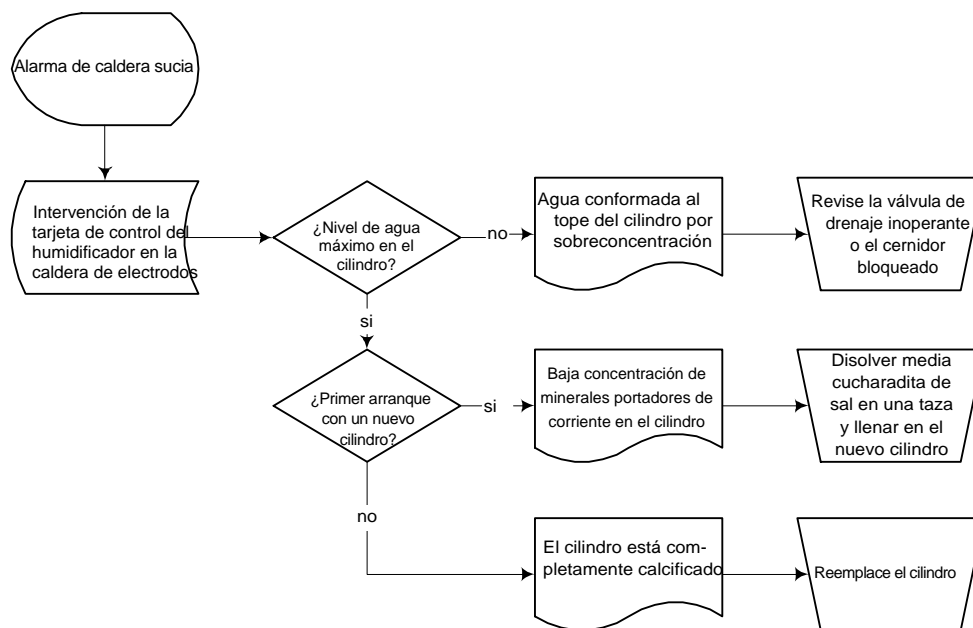 Alarma de caldera sucia
Intervención de la
tarjeta de control del
humidificador en la
caldera de electrodos
¿Nivel de agua
máximo en el
cilindro?
no
Agua conformada al
tope del cilindro por
sobreconcentración
Revise la válvula de
drenaje inoperante
o el cernidor
bloqueado
si
¿Primer arranque
con un nuevo
cilindro?
si
Baja concentración de
minerales portadores de
corriente en el cilindro
Disolver media
cucharadita de
sal en una taza
y llenar en el
nuevo cilindro
no
El cilindro está com-
pletamente calcificado
Reemplace el cilindro